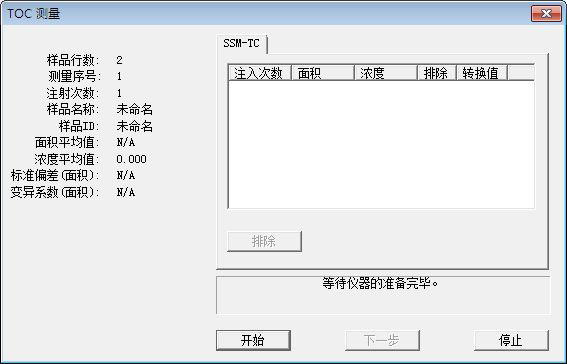 TOC 测量
样品行数: 2
测量序号: 1
注射次数: 1
样品名称: 未命名
样品ID: 未命名
面积平均值: N/A
浓度平均值: 0.000
标准偏差(面积): N/A
变异系数(面积): N/A
SSM-TC
注入次数 面积 浓度 排除 转换值
排除
等待仪器的准备完毕。
开始 下一步 停止